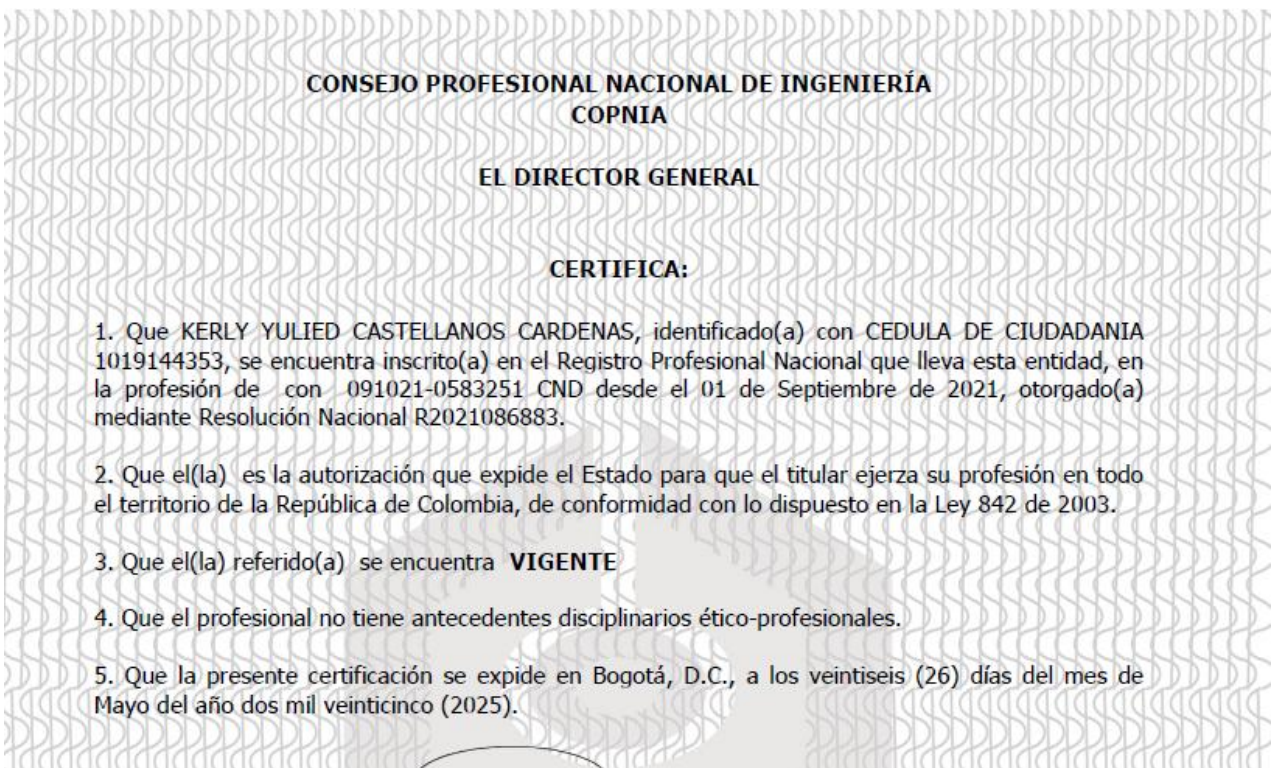 CONSEJO PROFESIONAL NACIONAL DE INGENIERÍA
COPNIA
EL DIRECTOR GENERAL
CERTIFICA:
1. Que KERLY YULIED CASTELLANOS CARDENAS, identificado(a) con CEDULA DE CIUDADANIA
1019144353, se encuentra inscrito(a) en el Registro Profesional Nacional que lleva esta entidad, en
la profesión de con 091021-0583251 CND desde el 01 de Septiembre de 2021, otorgado(a)
mediante Resolución Nacional R2021086883.
2. Que el(la) es la autorización que expide el Estado para que el titular ejerza su profesión en todo
el territorio de la República de Colombia, de conformidad con lo dispuesto en la Ley 842 de 2003.
3. Que el(la) referido(a) se encuentra VIGENTE
4. Que el profesional no tiene antecedentes disciplinarios ético-profesionales.
5. Que la presente certificación se expide en Bogotá, D.C., a los veintiseis (26) días del mes de
Mayo del año dos mil veinticinco (2025).